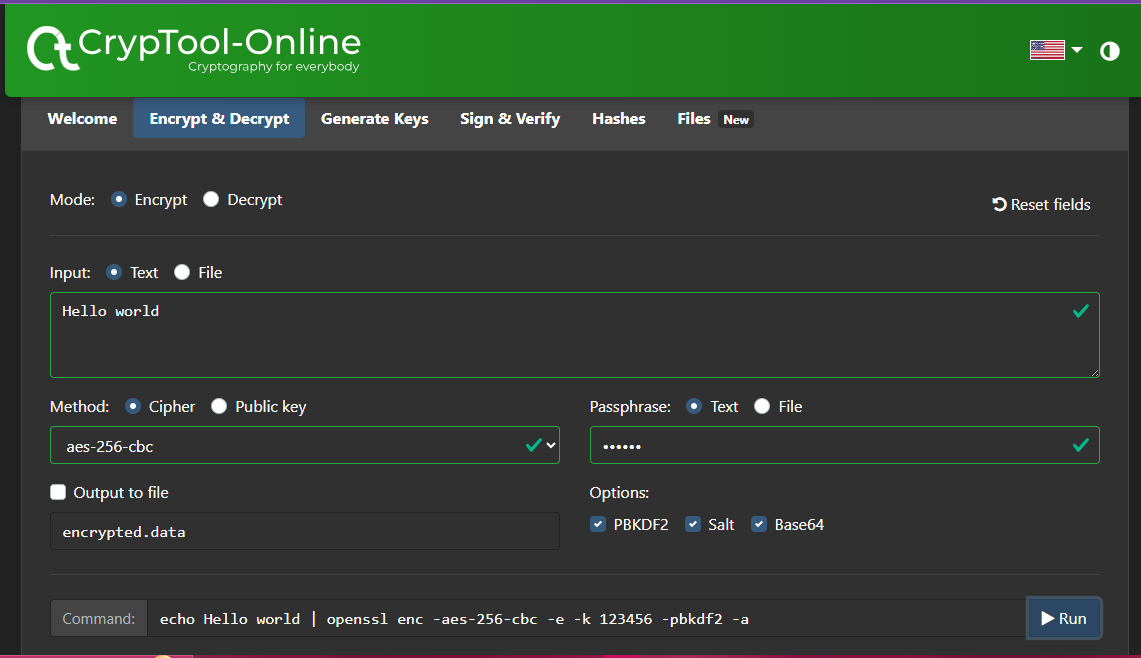 CrypTool-Online
Cryptography for everybody
Welcome Encrypt & Decrypt Generate Keys Sign & Verify Hashes Files New
Mode: Encrypt Decrypt
Reset fields
Input: Text File
Hello world
Method: Cipher Public key Passphrase: Text File
aes-256-cbc ••••••
Output to file Options:
encrypted.data PBKDF2 Salt Base64
Command: echo Hello world | openssl enc -aes-256-cbc -e -k 123456 -pbkdf2 -a Run